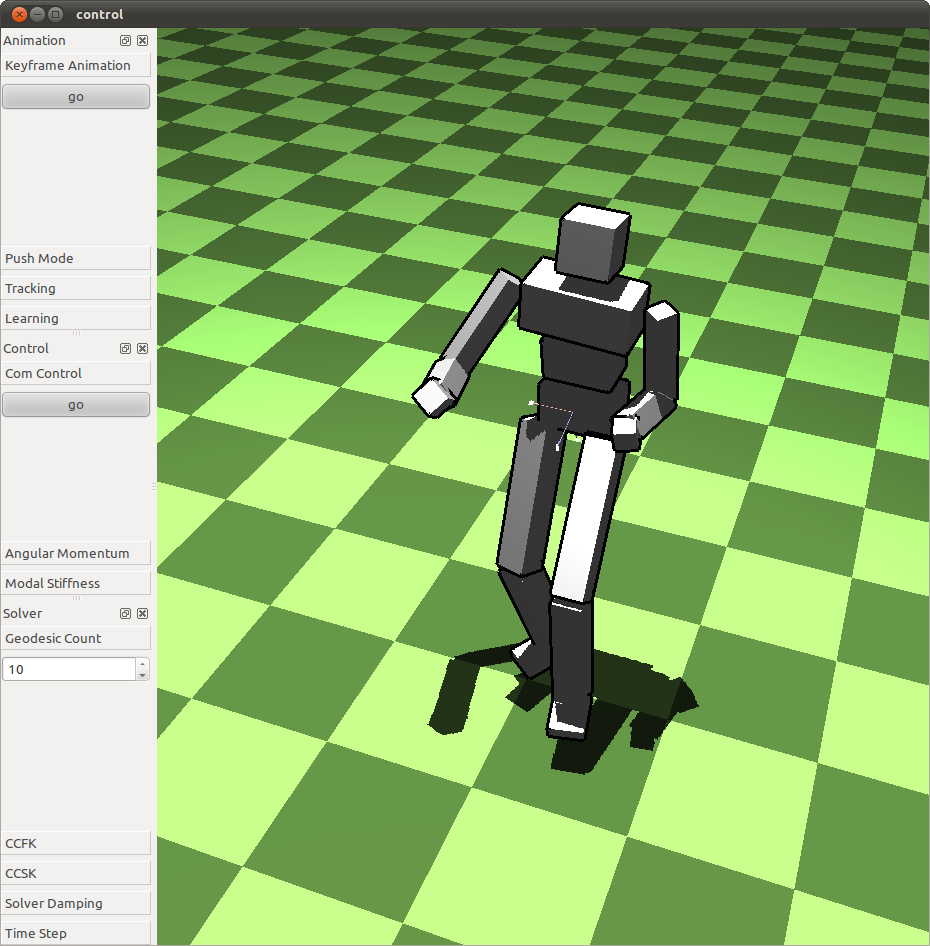 control
Animation
Keyframe Animation
go
Push Mode
Tracking
Learning
Control
Com Control
go
Angular Momentum
Modal Stiffness
Solver
Geodesic Count
10
CCFK
CCSK
Solver Damping
Time Step